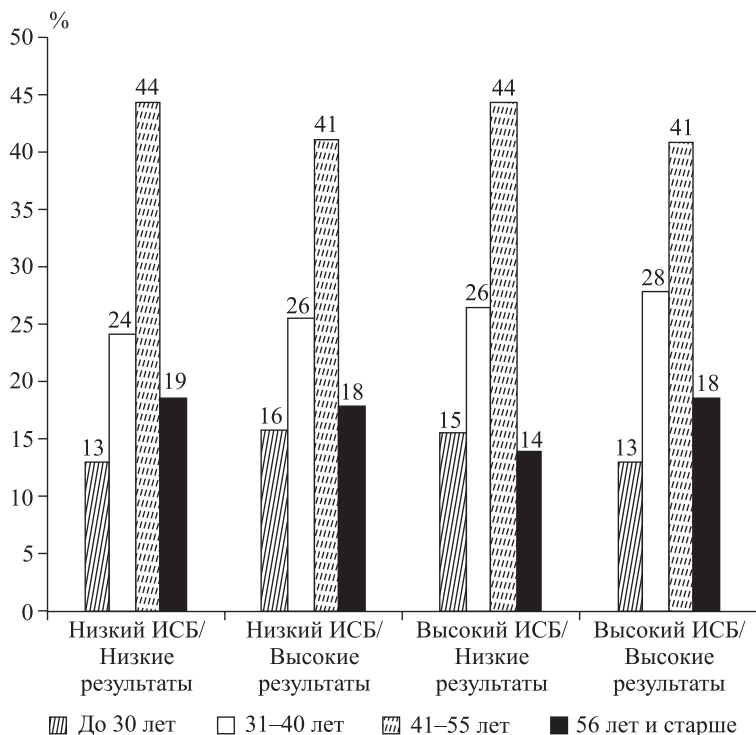 %
50
45
40
35
30
25
20
15
10
5
0
13 24 44 19
16 26 41 18
15 26 44 14
13 28 41 18
Низкий ИСБ/
Низкие
результаты
Низкий ИСБ/
Высокие
результаты
Высокий ИСБ/
Низкие
результаты
Высокий ИСБ/
Высокие
результаты
До 30 лет 31–40 лет 41–55 лет 56 лет и старше